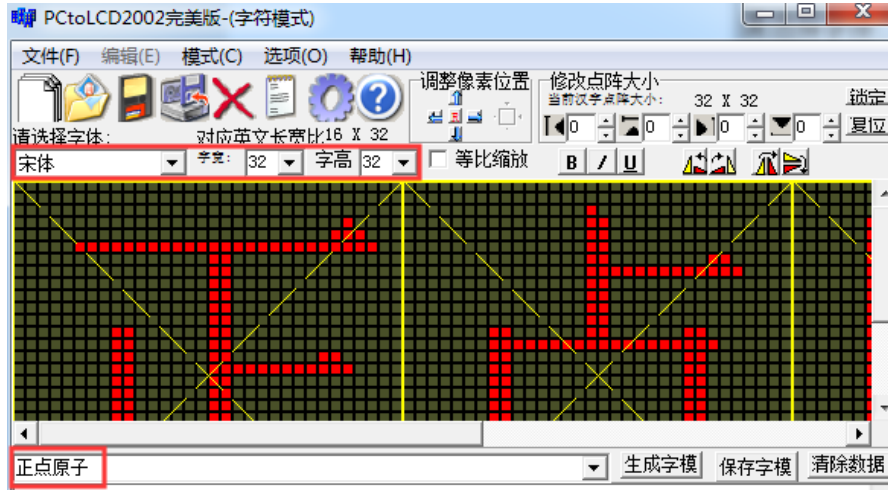 PCtoLCD2002完美版-(字符模式)
文件(F) 编辑(E) 模式(C) 选项(O) 帮助(H)
调整像素位置 修改点阵大小
当前汉字点阵大小: 32 X 32 锁定
0 0 0 0 复位
请选择字体: 对应英文长宽比16 X 32
宋体 字宽: 32 字高 32 等比缩放 B I U
正点原子 生成字模 保存字模 清除数据